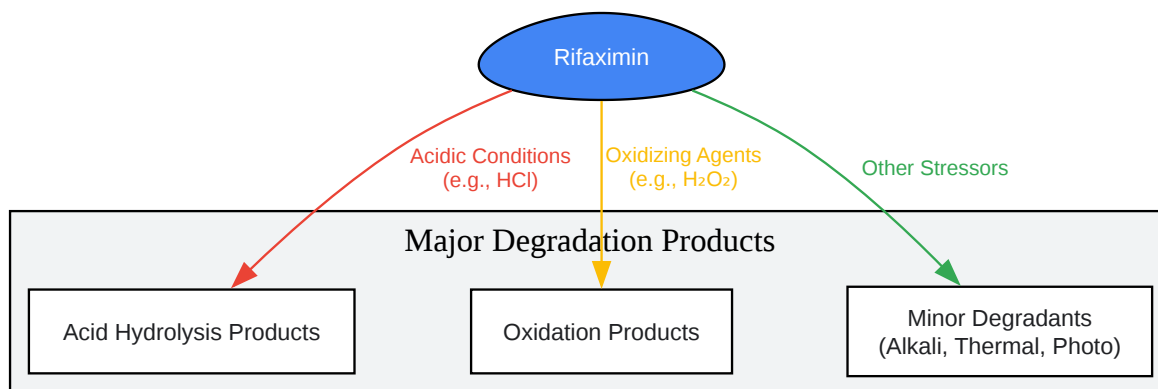 Rifaximin
Acidic Conditions
(e.g., HCl)
Oxidizing Agents
(e.g., H₂O₂)
Other Stressors
Major Degradation Products
Acid Hydrolysis Products
Oxidation Products
Minor Degradants
(Alkali, Thermal, Photo)